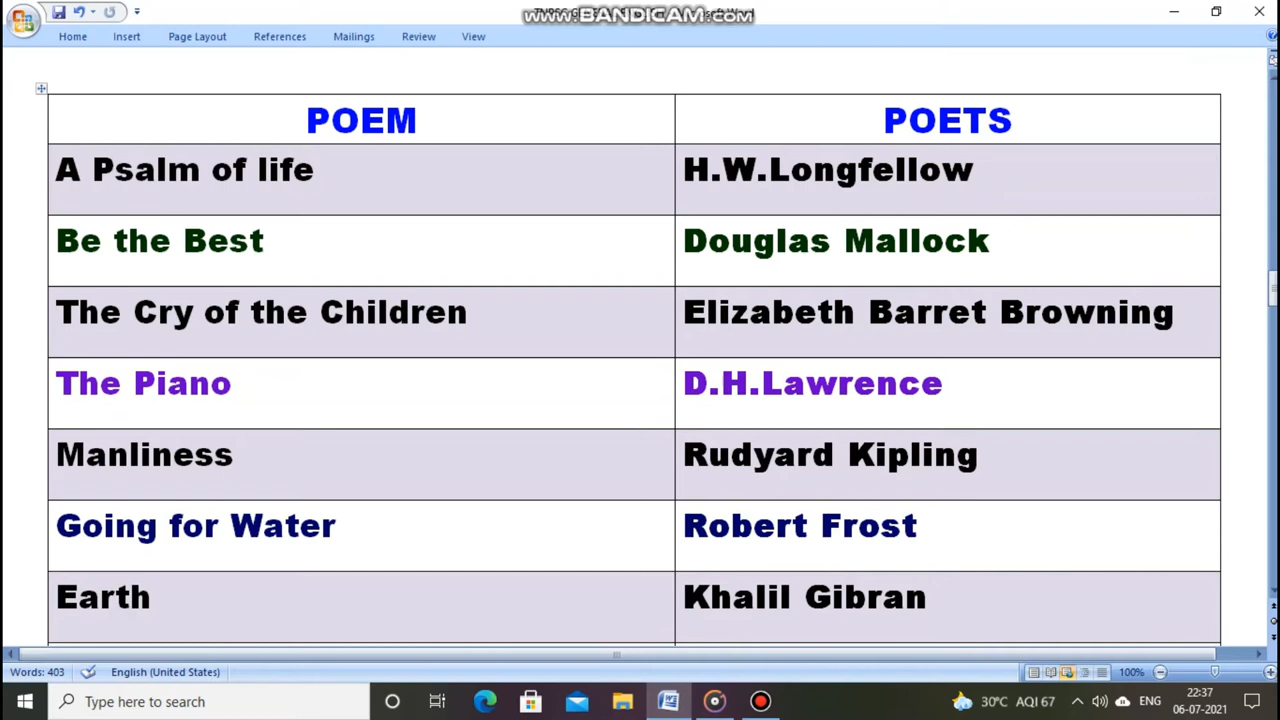 www.BANDICAM.com
Home Insert Page Layout References Mailings Review View
POEM POETS
A Psalm of life H.W.Longfellow
Be the Best Douglas Mallock
The Cry of the Children Elizabeth Barret Browning
The Piano D.H.Lawrence
Manliness Rudyard Kipling
Going for Water Robert Frost
Earth Khalil Gibran
Words: 403 English (United States) 100%
Type here to search 30°C AQI 67 ENG 22:37
06-07-2021